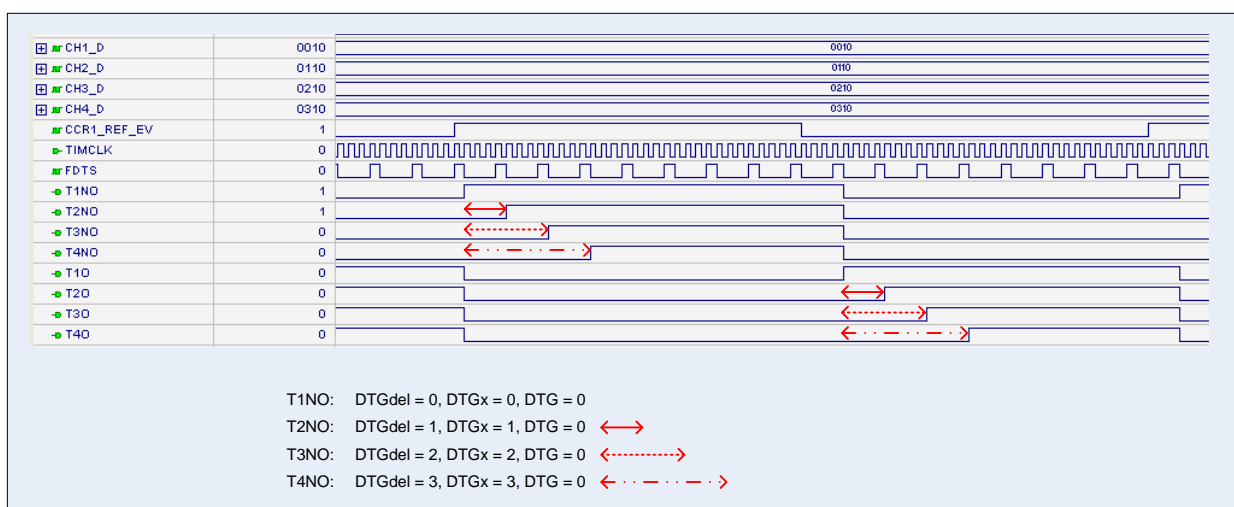 CH1_D 0010 0010
CH2_D 0110 0110
CH3_D 0210 0210
CH4_D 0310 0310
CCR1_REF_EV 1
TIMCLK 0
FDTS 0
T1NO 1
T2NO 1
T3NO 0
T4NO 0
T1O 0
T2O 0
T3O 0
T4O 0
T1NO: DTGdel = 0, DTGx = 0, DTG = 0
T2NO: DTGdel = 1, DTGx = 1, DTG = 0
T3NO: DTGdel = 2, DTGx = 2, DTG = 0
T4NO: DTGdel = 3, DTGx = 3, DTG = 0